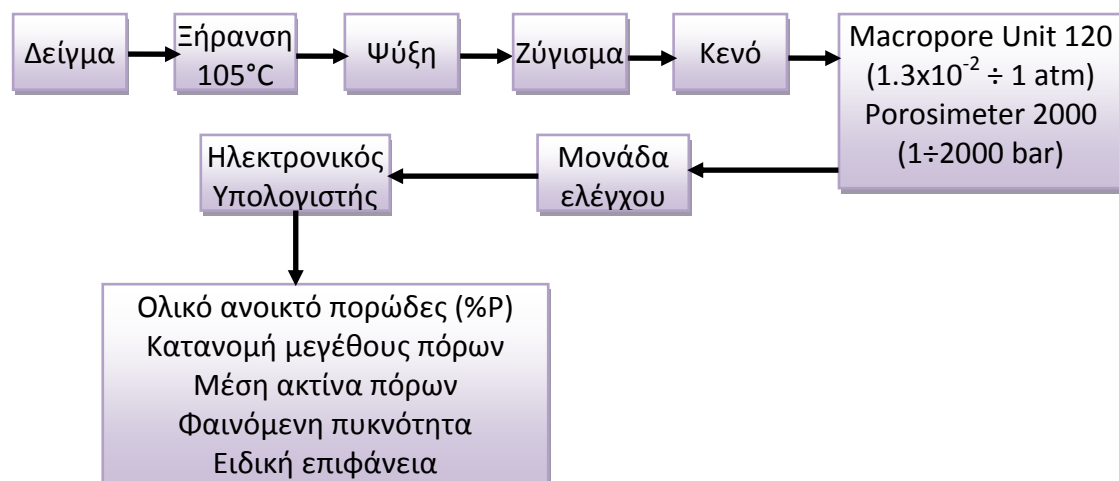 Δείγμα
Ξήρανση
105°C
Ψύξη
Ζύγισμα
Κενό
Macropore Unit 120
(1.3x10⁻² ÷ 1 atm)
Porosimeter 2000
(1÷2000 bar)
Μονάδα
ελέγχου
Ηλεκτρονικός
Υπολογιστής
Ολικό ανοικτό πορώδες (%P)
Κατανομή μεγέθους πόρων
Μέση ακτίνα πόρων
Φαινόμενη πυκνότητα
Ειδική επιφάνεια